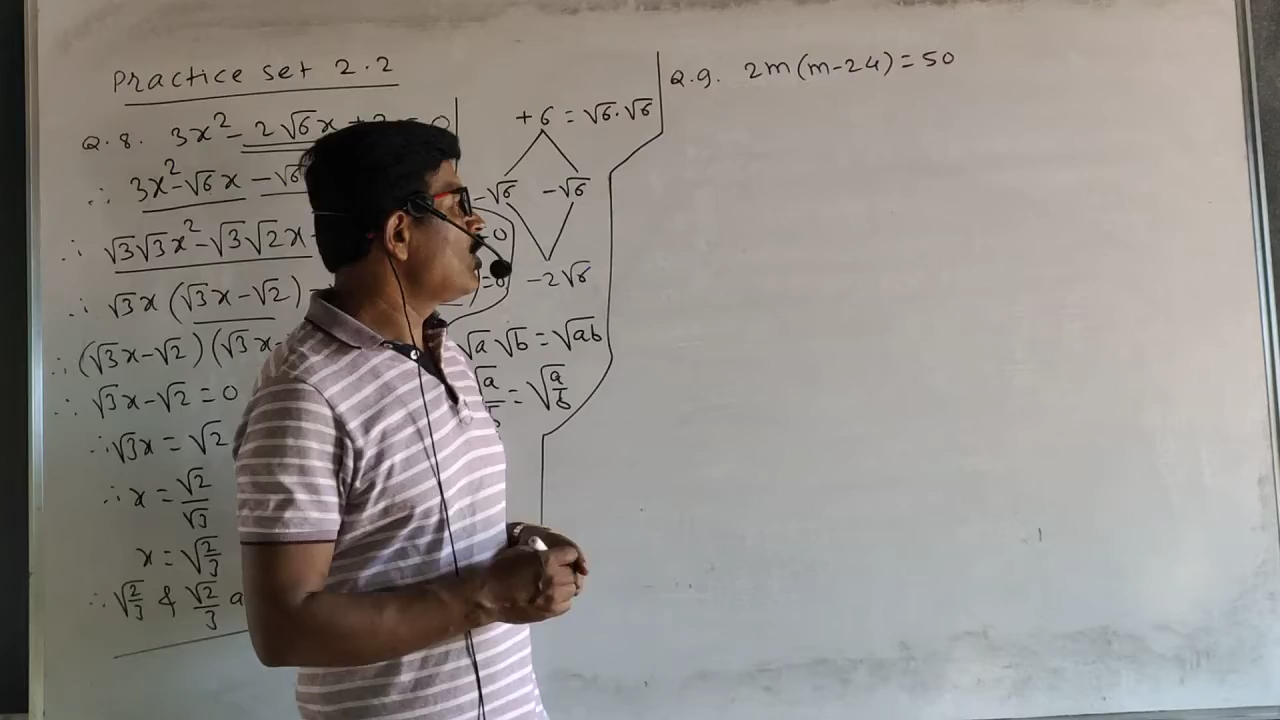 Practice set 2.2
Q.8. 3x² - 2√6x = 0
∴ 3x² - √6x - √6
∴ √3√3x² - √3√2x = 0
∴ √3x (√3x - √2) = 0
∴ (√3x - √2) (√3x
∴ √3x - √2 = 0
∴ √3x = √2
∴ x = √2/√3
x = √2/3
∴ √2/3 & √2/3 a
+6 = √6·√6
-√6 -√6
-2√6
√a √b = √ab
√a = √a/b
Q.9. 2m(m-24) = 50